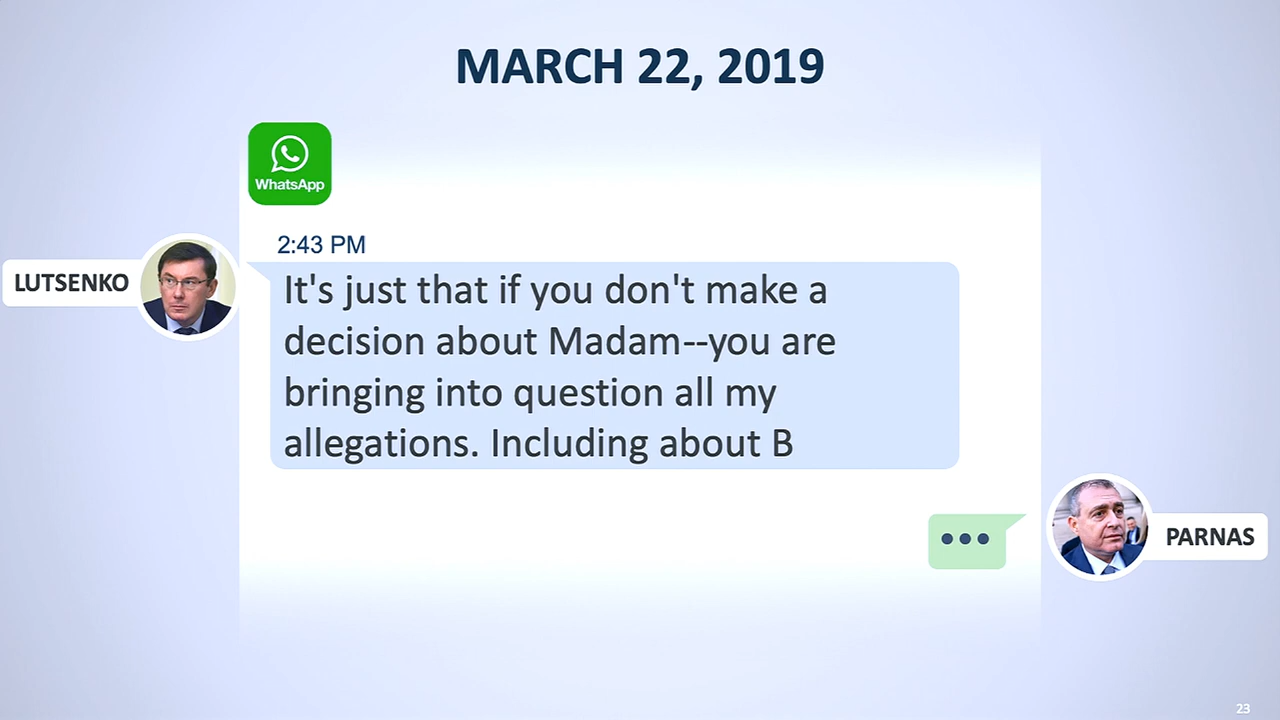 MARCH 22, 2019
WhatsApp
2:43 PM
LUTSENKO
It's just that if you don't make a
decision about Madam--you are
bringing into question all my
allegations. Including about B
PARNAS
23